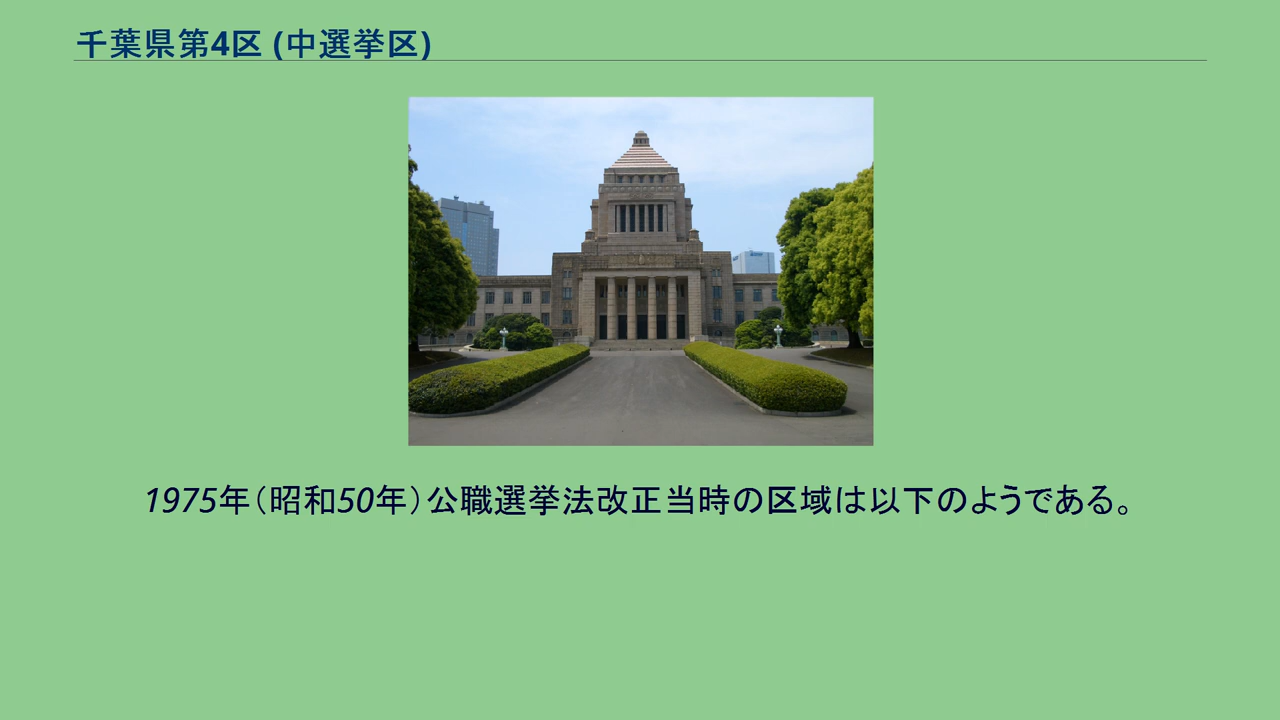 千葉県第4区 (中選挙区)
1975年（昭和50年）公職選挙法改正当時の区域は以下のようである。